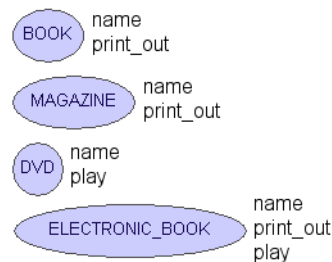 BOOK
name
print_out
MAGAZINE
name
print_out
DVD
name
play
ELECTRONIC_BOOK
name
print_out
play